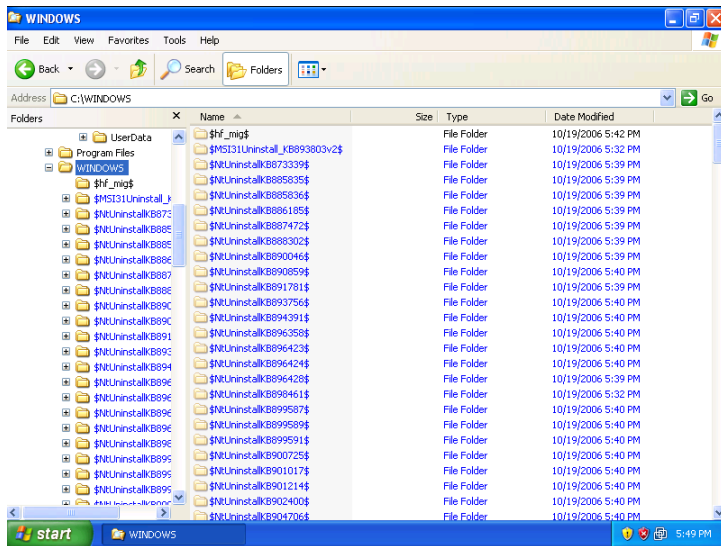 WINDOWS
File Edit View Favorites Tools Help
Back Search Folders
Address C:\WINDOWS Go
Folders × Name Size Type Date Modified
UserData
Program Files
WINDOWS
$hf_mig$
$MSI31Uninstall_K
$NtUninstallKB873
$NtUninstallKB885
$NtUninstallKB885
$NtUninstallKB886
$NtUninstallKB887
$NtUninstallKB888
$NtUninstallKB890
$NtUninstallKB890
$NtUninstallKB891
$NtUninstallKB893
$NtUninstallKB894
$NtUninstallKB896
$NtUninstallKB896
$NtUninstallKB896
$NtUninstallKB896
$NtUninstallKB898
$NtUninstallKB899
$NtUninstallKB899
$NtUninstallKB899
$hf_mig$ File Folder 10/19/2006 5:42 PM
$MSI31Uninstall_KB893803v2$ File Folder 10/19/2006 5:32 PM
$NtUninstallKB873339$ File Folder 10/19/2006 5:39 PM
$NtUninstallKB885835$ File Folder 10/19/2006 5:39 PM
$NtUninstallKB885836$ File Folder 10/19/2006 5:39 PM
$NtUninstallKB886185$ File Folder 10/19/2006 5:39 PM
$NtUninstallKB887472$ File Folder 10/19/2006 5:39 PM
$NtUninstallKB888302$ File Folder 10/19/2006 5:39 PM
$NtUninstallKB890046$ File Folder 10/19/2006 5:39 PM
$NtUninstallKB890859$ File Folder 10/19/2006 5:40 PM
$NtUninstallKB891781$ File Folder 10/19/2006 5:39 PM
$NtUninstallKB893756$ File Folder 10/19/2006 5:40 PM
$NtUninstallKB894391$ File Folder 10/19/2006 5:40 PM
$NtUninstallKB896358$ File Folder 10/19/2006 5:40 PM
$NtUninstallKB896423$ File Folder 10/19/2006 5:40 PM
$NtUninstallKB896424$ File Folder 10/19/2006 5:40 PM
$NtUninstallKB896428$ File Folder 10/19/2006 5:39 PM
$NtUninstallKB898461$ File Folder 10/19/2006 5:32 PM
$NtUninstallKB899587$ File Folder 10/19/2006 5:40 PM
$NtUninstallKB899589$ File Folder 10/19/2006 5:40 PM
$NtUninstallKB899591$ File Folder 10/19/2006 5:40 PM
$NtUninstallKB900725$ File Folder 10/19/2006 5:40 PM
$NtUninstallKB901017$ File Folder 10/19/2006 5:40 PM
$NtUninstallKB901214$ File Folder 10/19/2006 5:40 PM
$NtUninstallKB902400$ File Folder 10/19/2006 5:40 PM
$NtUninstallKB904706$ File Folder 10/19/2006 5:40 PM
start WINDOWS 5:49 PM